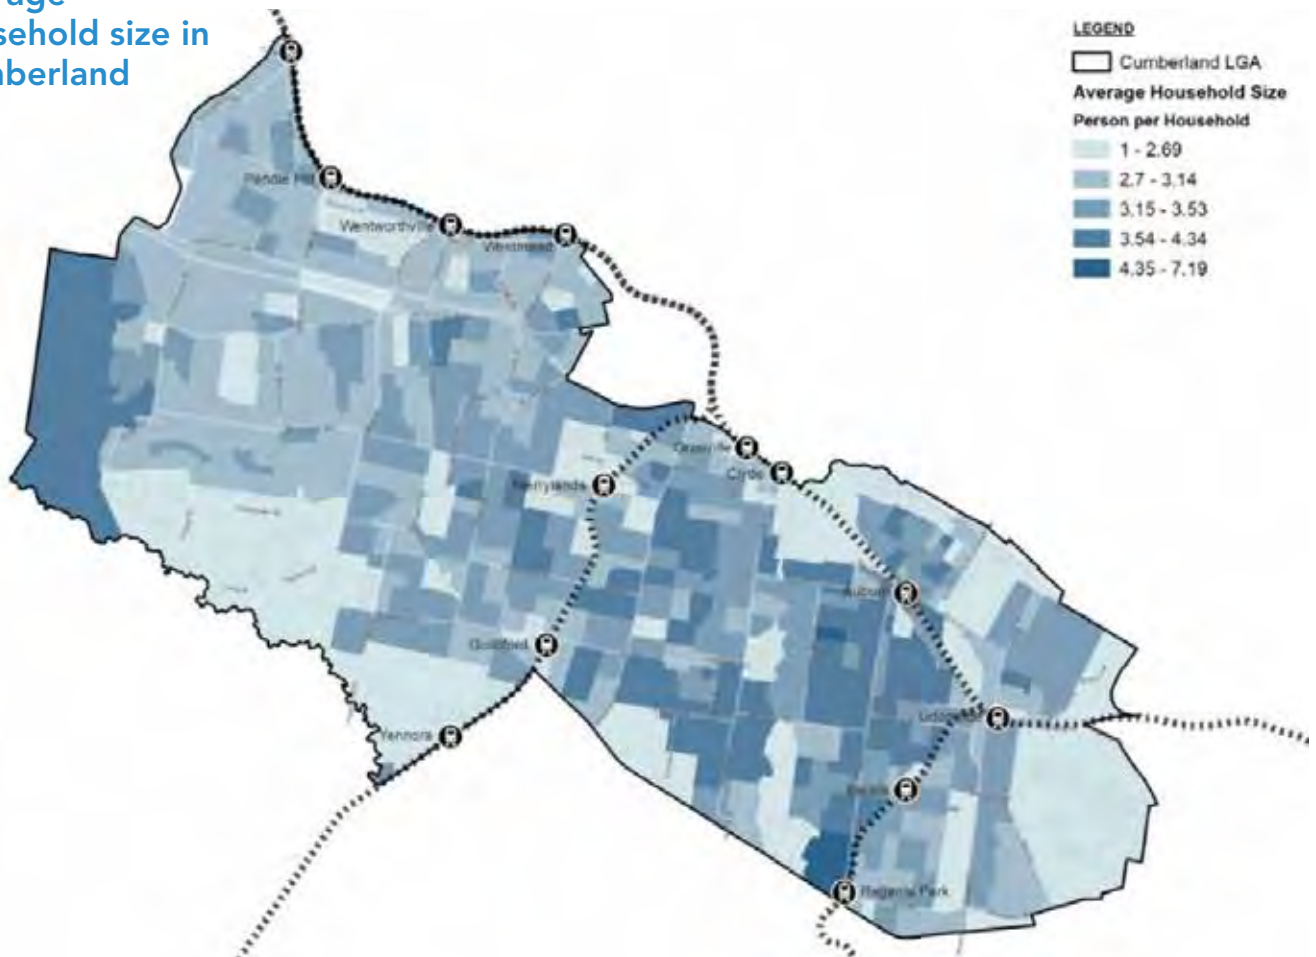 age
sehold size in
berland
LEGEND
Cumberland LGA
Average Household Size
Person per Household
1 - 2.69
2.7 - 3.14
3.15 - 3.53
3.54 - 4.34
4.35 - 7.19
Pendle Hill
Wentworthville
Westmead
Granville
Clyde
Merrylands
Auburn
Guildford
Lidcombe
Yennora
Berala
Regents Park